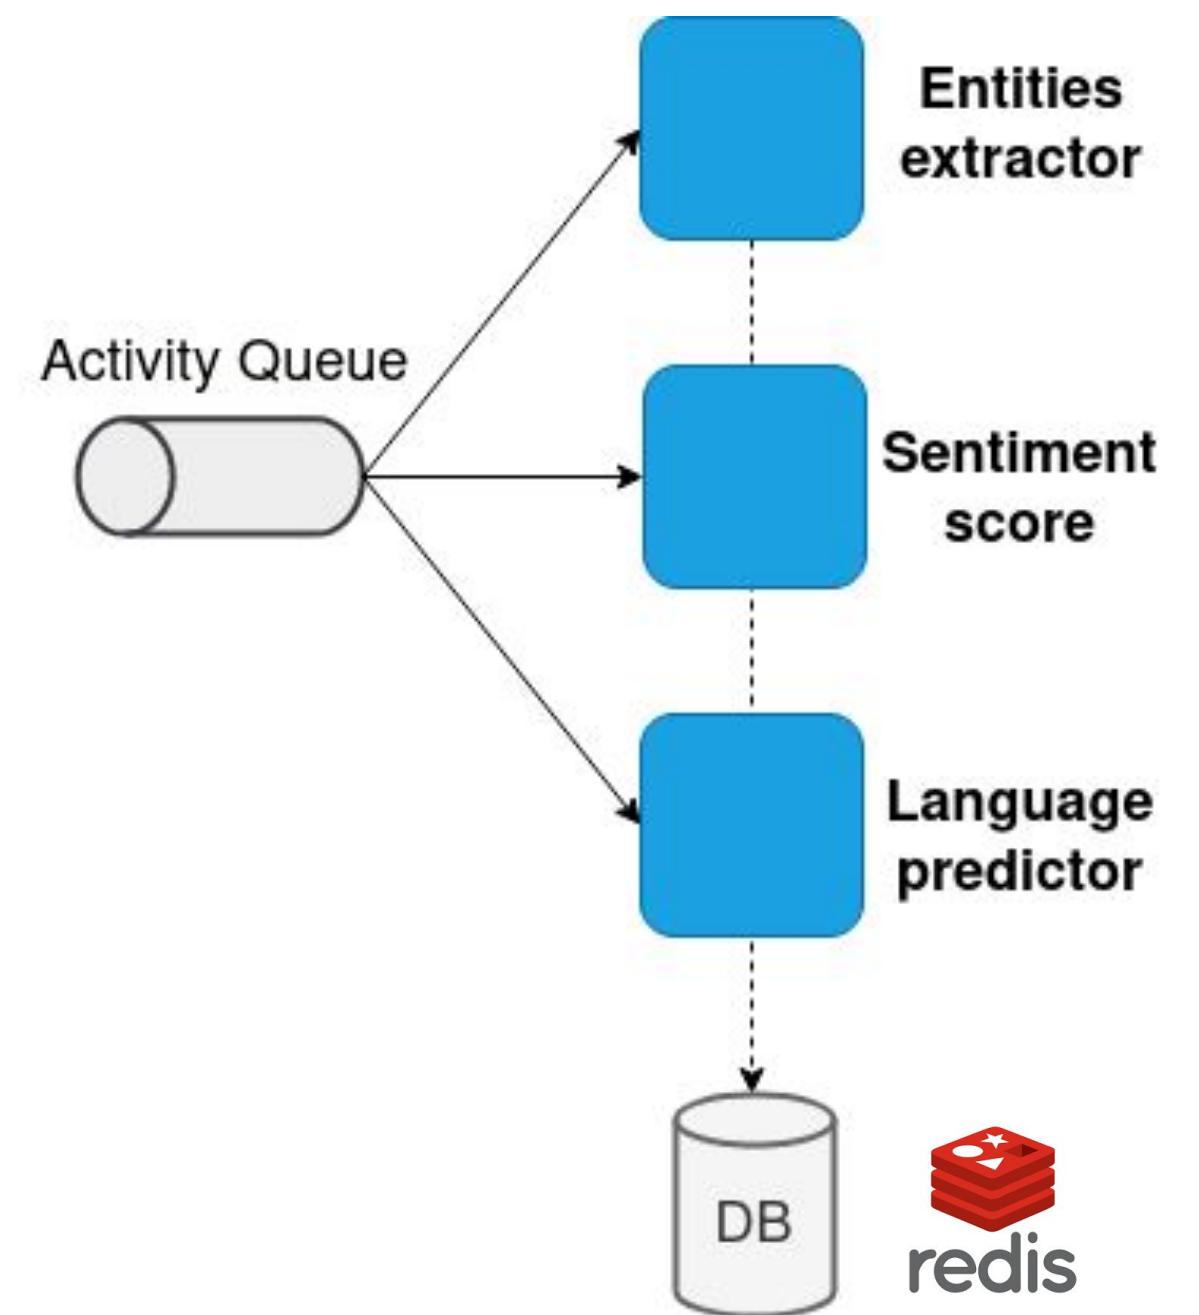 Entities
extractor
Activity Queue
Sentiment
score
Language
predictor
DB
redis